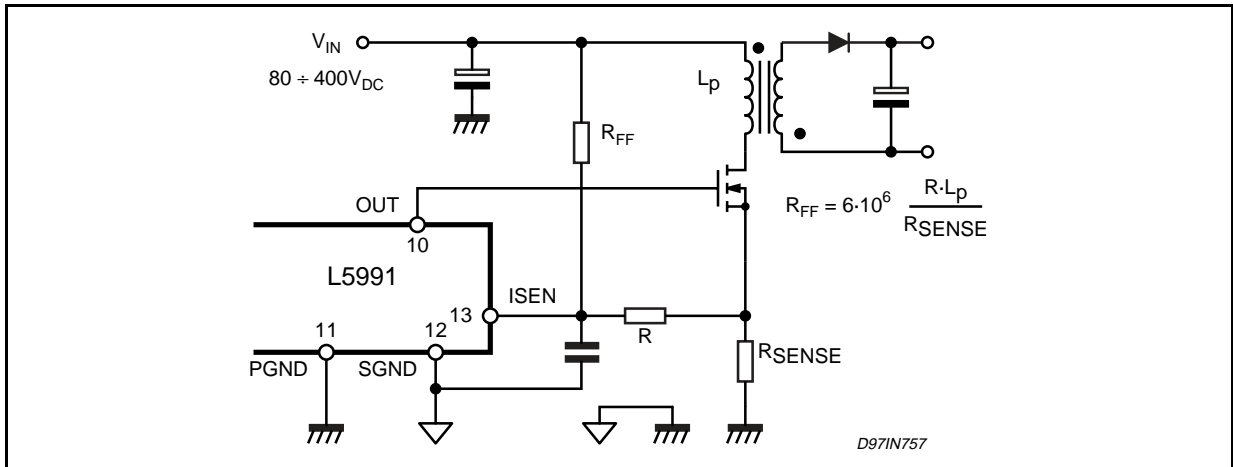 V_IN
80 ÷ 400V_DC
L_p
R_FF
R_FF = 6·10^6 R·L_p / R_SENSE
OUT
10
L5991
13
ISEN
11
12
R
R_SENSE
PGND
SGND
D97IN757